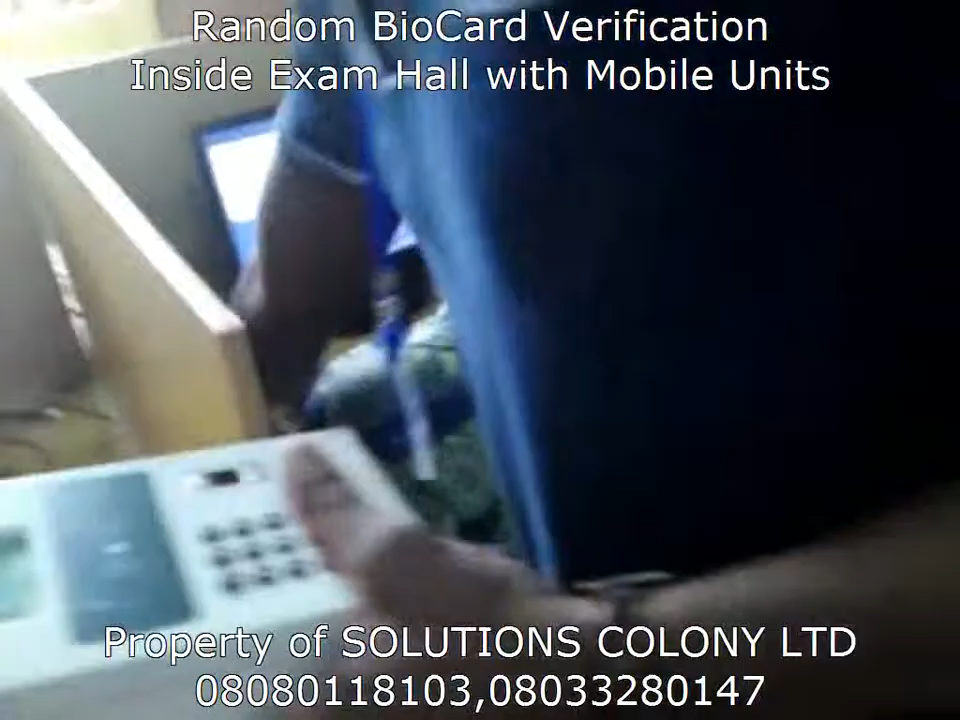 Random BioCard Verification
Inside Exam Hall with Mobile Units
Property of SOLUTIONS COLONY LTD
08080118103,08033280147